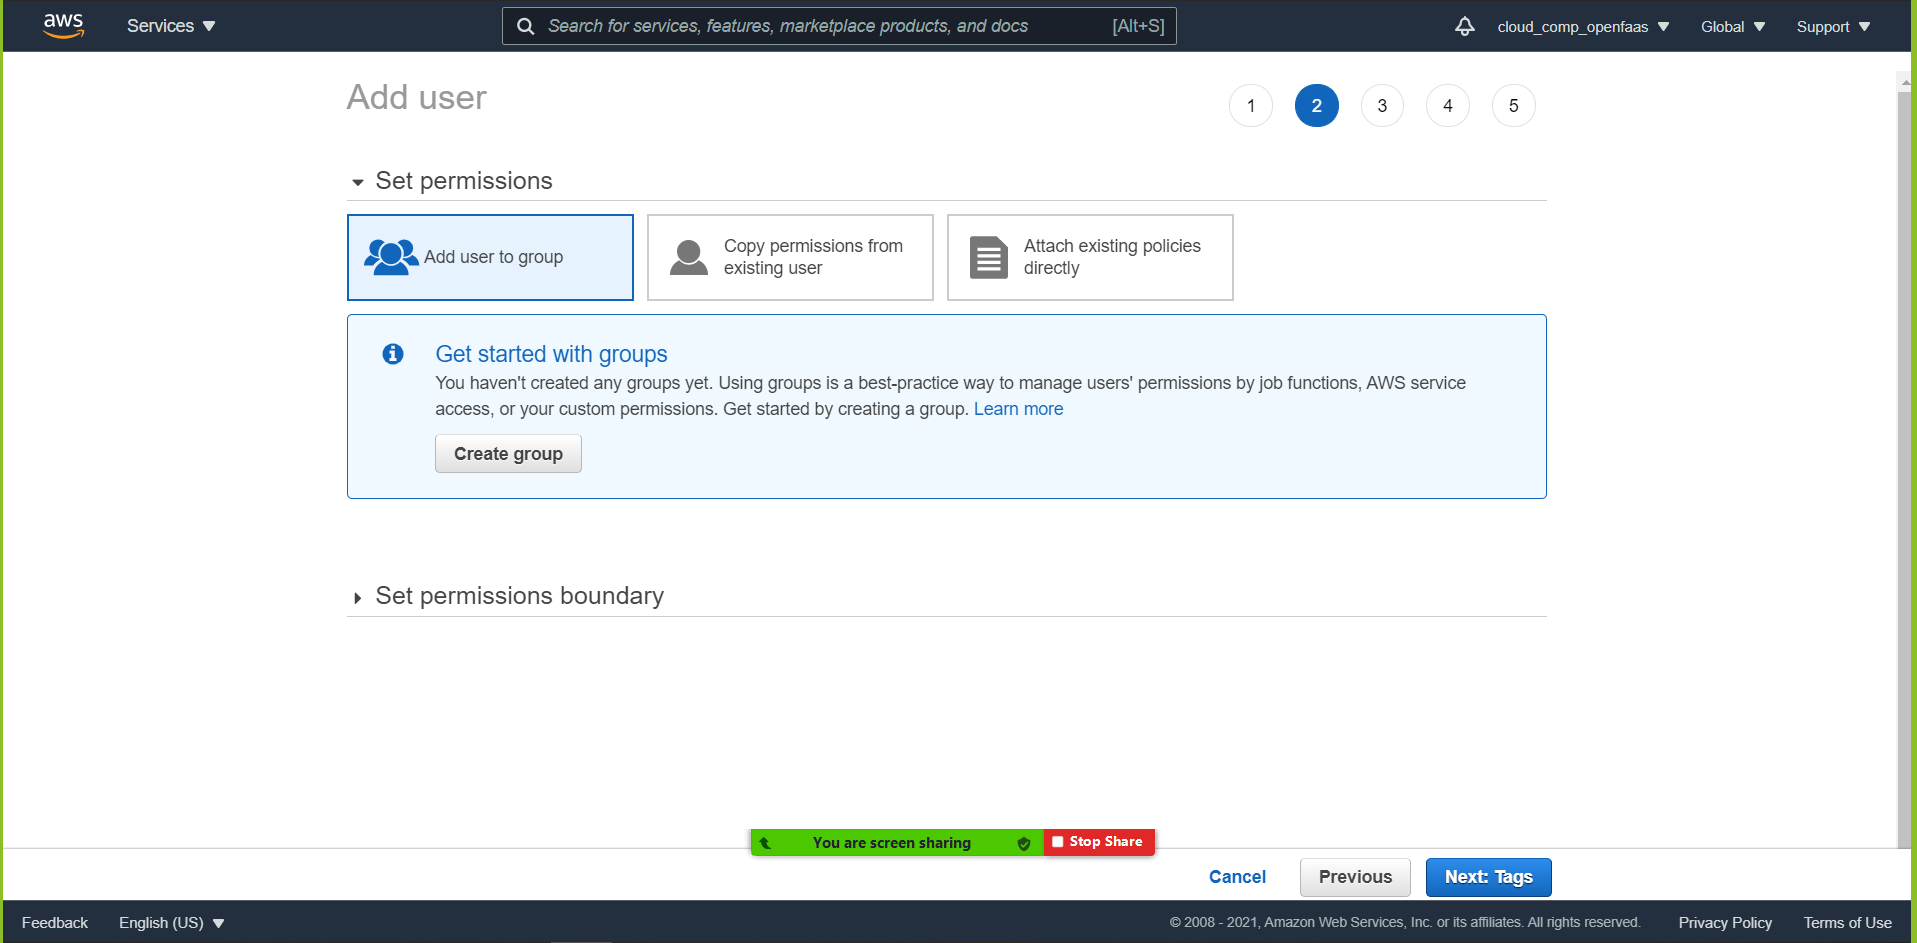 aws Services Search for services, features, marketplace products, and docs [Alt+S] cloud_comp_openfaas Global Support
Add user 1 2 3 4 5
Set permissions
Add user to group
Copy permissions from
existing user
Attach existing policies
directly
Get started with groups
You haven't created any groups yet. Using groups is a best-practice way to manage users' permissions by job functions, AWS service
access, or your custom permissions. Get started by creating a group. Learn more
Create group
Set permissions boundary
You are screen sharing Stop Share
Cancel Previous Next: Tags
Feedback English (US) © 2008 - 2021, Amazon Web Services, Inc. or its affiliates. All rights reserved. Privacy Policy Terms of Use